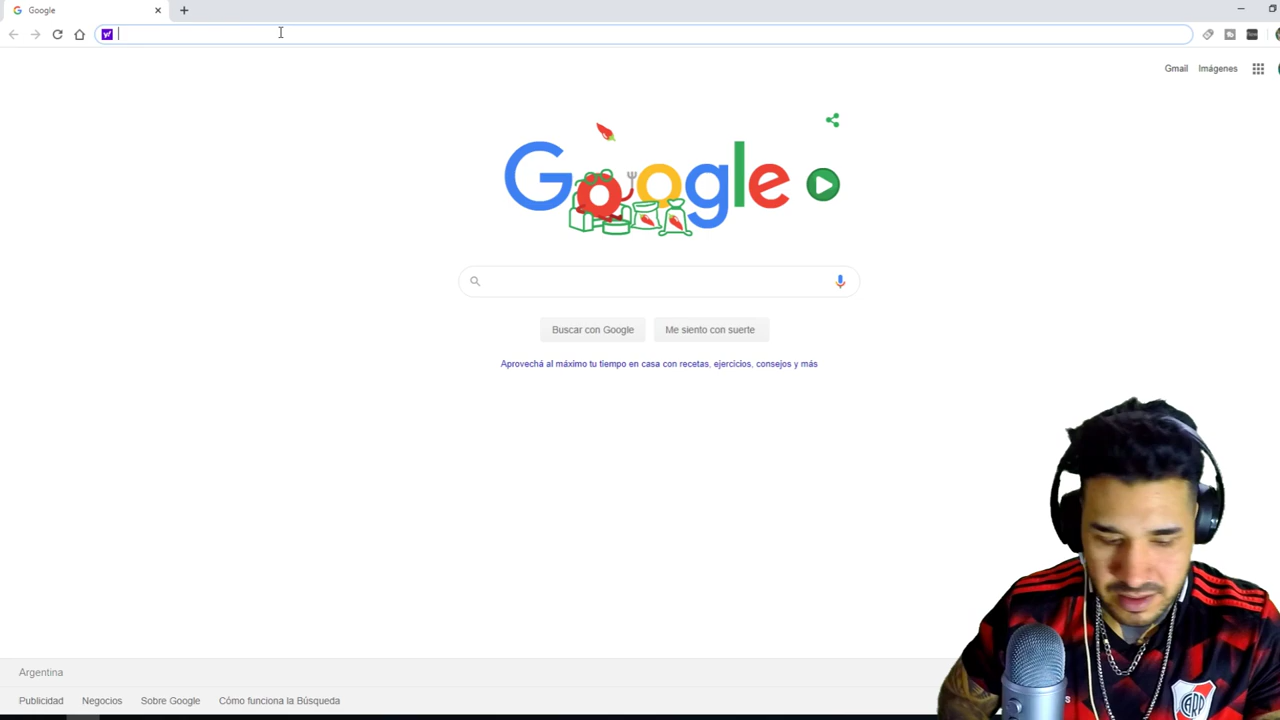 Google
Gmail
Imágenes
Google
Buscar con Google
Me siento con suerte
Aprovechá al máximo tu tiempo en casa con recetas, ejercicios, consejos y más
Argentina
Publicidad
Negocios
Sobre Google
Cómo funciona la Búsqueda